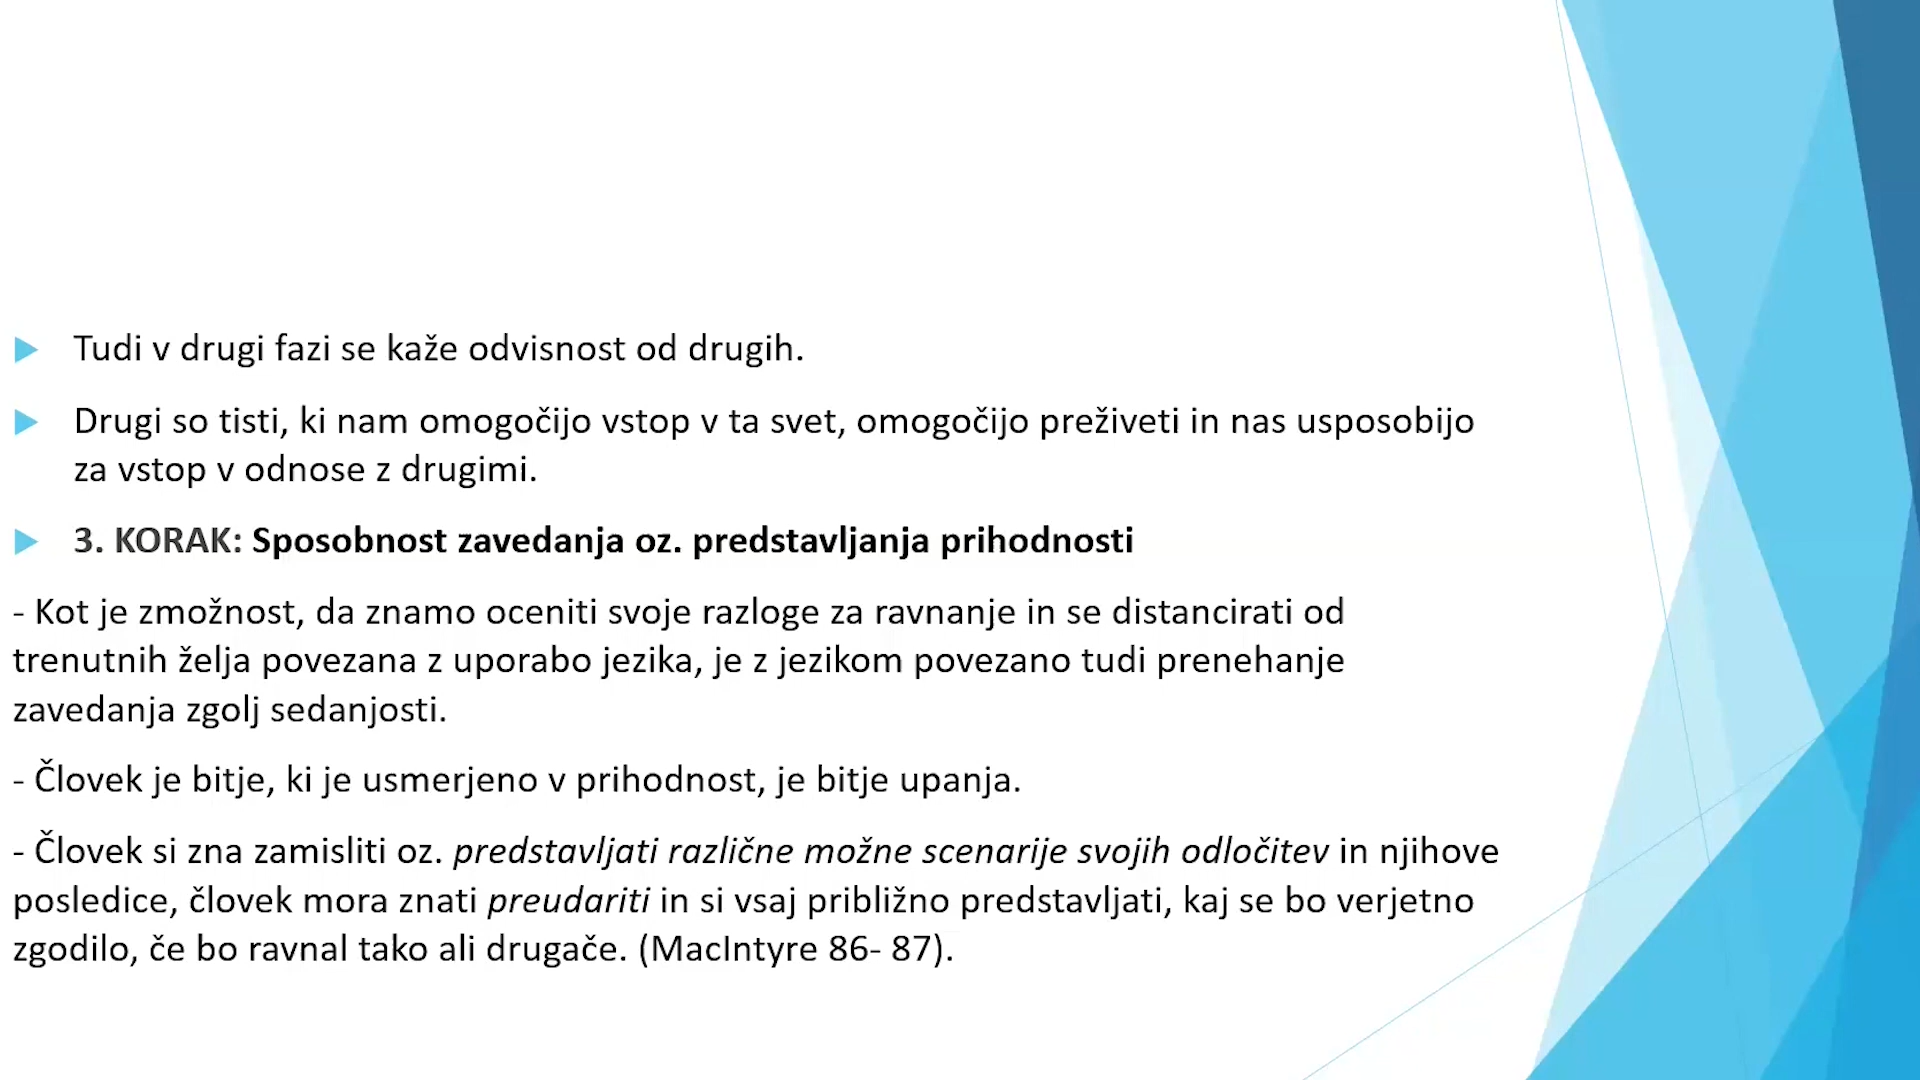 Tudi v drugi fazi se kaže odvisnost od drugih.
Drugi so tisti, ki nam omogočijo vstop v ta svet, omogočijo preživeti in nas usposobijo
za vstop v odnose z drugimi.
3. KORAK: Sposobnost zavedanja oz. predstavljanja prihodnosti
- Kot je zmožnost, da znamo oceniti svoje razloge za ravnanje in se distancirati od
trenutnih želja povezana z uporabo jezika, je z jezikom povezano tudi prenehanje
zavedanja zgolj sedanjosti.
- Človek je bitje, ki je usmerjeno v prihodnost, je bitje upanja.
- Človek si zna zamisliti oz. predstavljati različne možne scenarije svojih odločitev in njihove
posledice, človek mora znati preudariti in si vsaj približno predstavljati, kaj se bo verjetno
zgodilo, če bo ravnal tako ali drugače. (MacIntyre 86- 87).